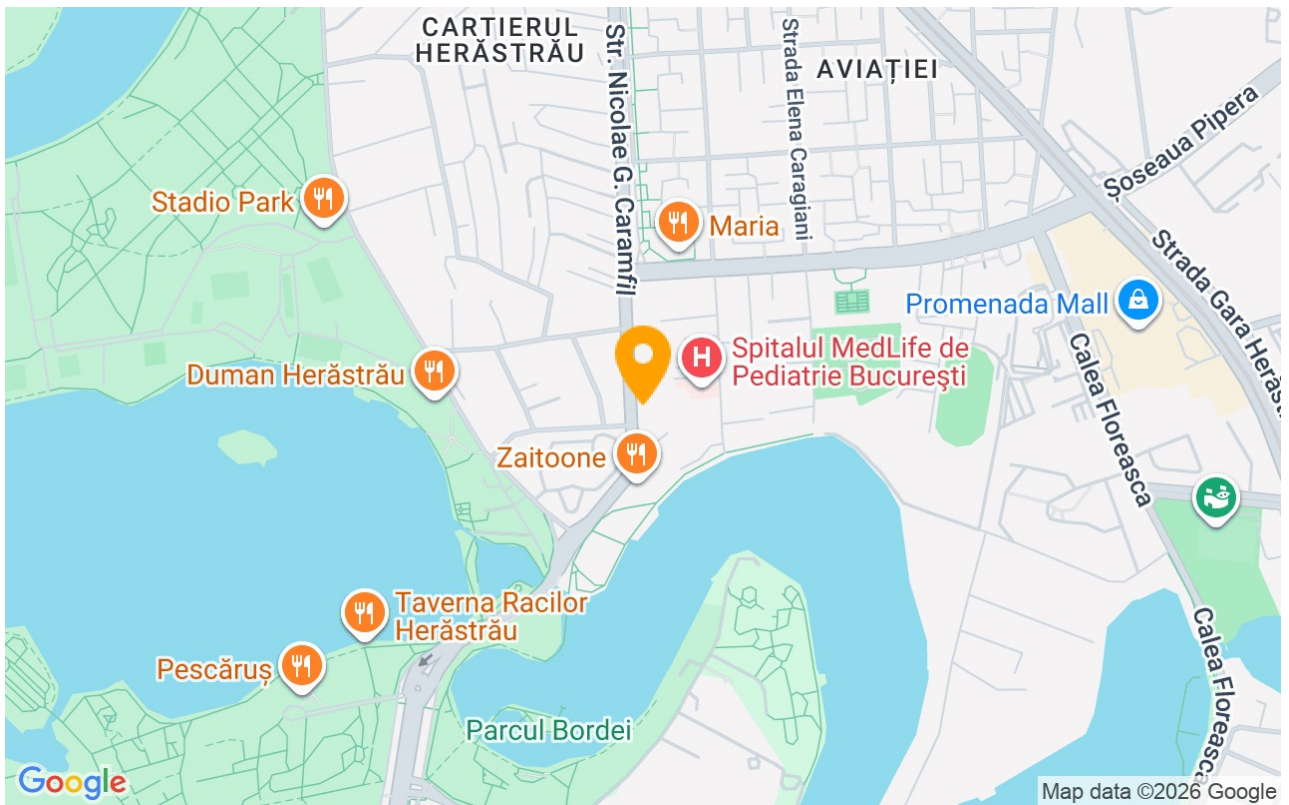 CARTIERUL
HERĂSTRĂU
Str. Nicolae G. Caramfil
Strada Elena Caragiani
AVIAȚIEI
Șoseaua Pipera
Stadio Park
Maria
Strada Gara Herăst
Promenada Mall
Spitalul MedLife de
Pediatrie București
Duman Herăstrău
Calea Floreasca
Zaitoone
Taverna Racilor
Herăstrău
Pescăruș
Calea Floreasca
Parcul Bordei
Google
Map data ©2026 Google